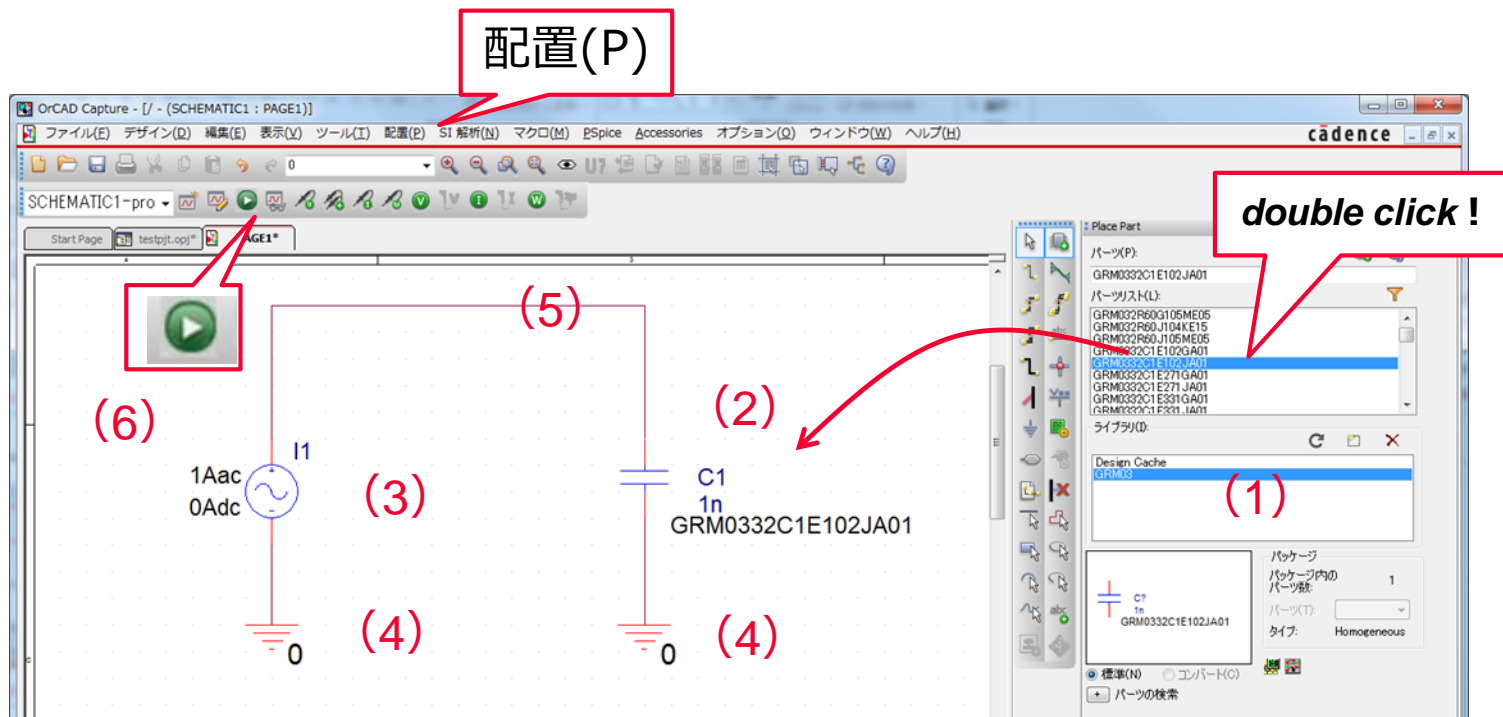 配置(P)
OrCAD Capture - [/ - (SCHEMATIC1 : PAGE1)]
ファイル(F) デザイン(D) 編集(E) 表示(V) ツール(T) 配置(P) SI 解析(N) マクロ(M) PSpice Accessories オプション(O) ウィンドウ(W) ヘルプ(H)
cādence
0
U?
SCHEMATIC1-pro
V I W
double click !
Start Page testpjt.opj* AGE1*
4 3
Place Part
パーツ(P):
GRM0332C1E102JA01
パーツリスト(L):
GRM032R60G105ME05
GRM032R60J104KE15
GRM032R60J105ME05
GRM0332C1E102GA01
GRM0332C1E102JA01
GRM0332C1E271GA01
GRM0332C1E271JA01
GRM0332C1E331GA01
GRM0332C1E331JA01
ライブラリ(I):
Design Cache
GRM03
(1)
(5)
(2)
(6)
I1
1Aac
0Adc
(3)
C1
1n
GRM0332C1E102JA01
(4)
0
(4)
0
C?
1n
GRM0332C1E102JA01
パッケージ
パッケージ内の
パーツ数: 1
パーツ(T):
タイプ: Homogeneous
標準(N) コンバート(C)
+ パーツの検索